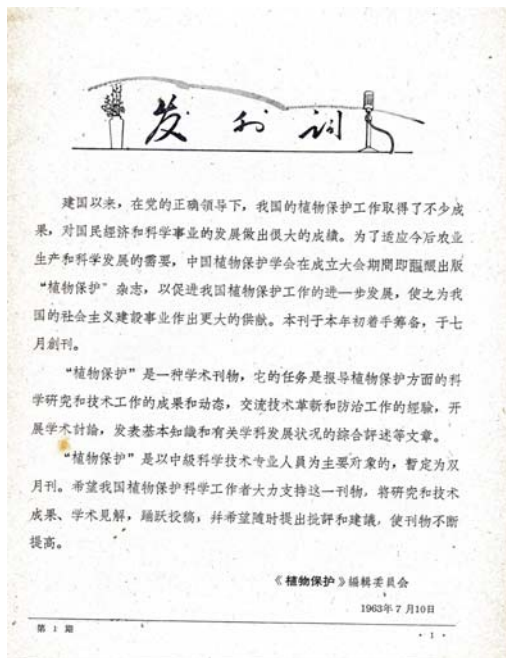 发刊词
建国以来，在党的正确领导下，我国的植物保护工作取得了不少成
果，对国民經济和科学事业的发展做出很大的成績。为了适应今后农业
生产和科学发展的需要，中国植物保护学会在成立大会期間即醞釀出版
“植物保护”杂志，以促进我国植物保护工作的进一步发展，使之为我
国的社会主义建設事业作出更大的供献。本刊于本年初着手筹备，于七
月創刊。
“植物保护”是一种学术刊物，它的任务是报导植物保护方面的科
学研究和技术工作的成果和动态，交流技术革新和防治工作的經驗，开
展学术討論，发表基本知識和有关学科发展状况的綜合評述等文章。
“植物保护”是以中級科学技术专业人員为主要对象的，暫定为双
月刊。希望我国植物保护科学工作者大力支持这一刊物，将研究和技术
成果、学术見解，踊跃投稿；幷希望随时提出批評和建議，使刊物不断
提高。
《植物保护》編輯委員会
1963年7月10日
第 1 期
· 1 ·